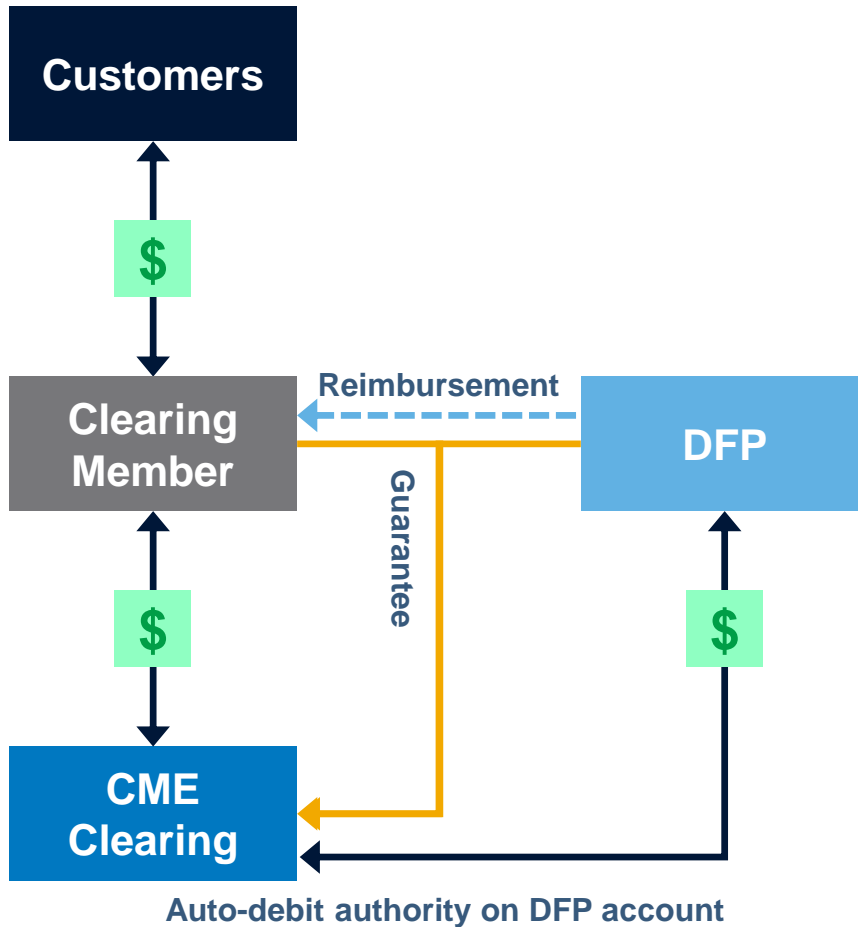 Customers
$
Reimbursement
Clearing
Member
DFP
Guarantee
$
$
CME
Clearing
Auto-debit authority on DFP account